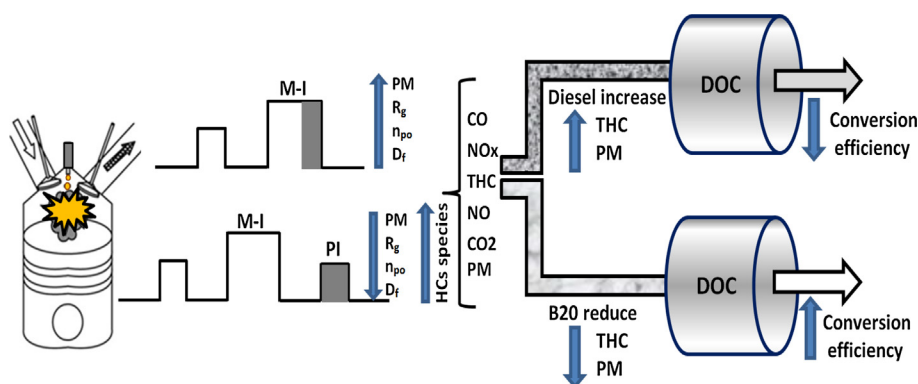 M-I
PM
Rg
npo
Df
M-I
PI
PM
Rg
npo
Df
HCs species
CO
NOx
THC
NO
CO2
PM
Diesel increase
THC
PM
DOC
Conversion
efficiency
B20 reduce
THC
PM
DOC
Conversion
efficiency